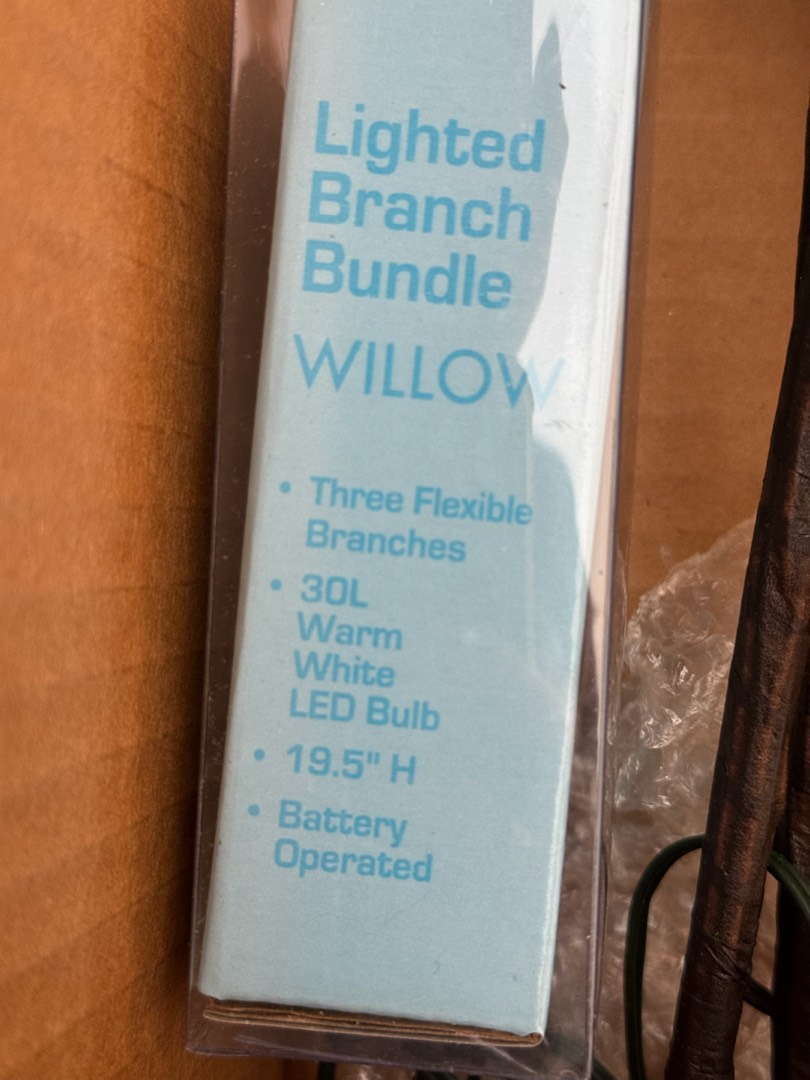 Lighted
Branch
Bundle
WILLOW
• Three Flexible
Branches
• 30L
Warm
White
LED Bulb
• 19.5" H
• Battery
Operated